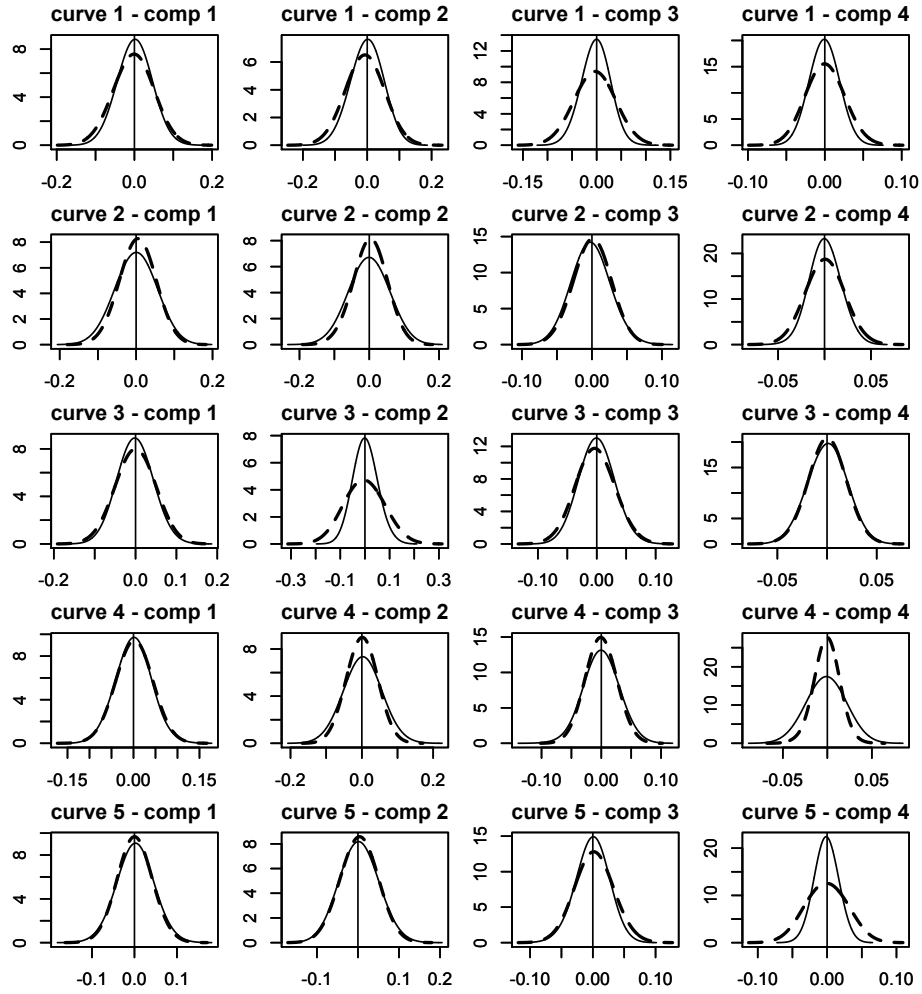 curve 1 - comp 1 curve 1 - comp 2 curve 1 - comp 3 curve 1 - comp 4
0 4 8 0 2 4 6 0 4 8 12 0 5 15
-0.2 0.0 0.2 -0.2 0.0 0.2 -0.15 0.00 0.15 -0.10 0.00 0.10
curve 2 - comp 1 curve 2 - comp 2 curve 2 - comp 3 curve 2 - comp 4
0 2 4 6 8 0 2 4 6 8 0 5 10 15 0 10 20
-0.2 0.0 0.2 -0.2 0.0 0.2 -0.10 0.00 0.10 -0.05 0.05
curve 3 - comp 1 curve 3 - comp 2 curve 3 - comp 3 curve 3 - comp 4
0 4 8 0 2 4 6 8 0 4 8 12 0 5 15
-0.2 0.0 0.1 0.2 -0.3 -0.1 0.1 0.3 -0.10 0.00 0.10 -0.05 0.05
curve 4 - comp 1 curve 4 - comp 2 curve 4 - comp 3 curve 4 - comp 4
0 4 8 0 4 8 0 5 10 15 0 10 20
-0.15 0.00 0.15 -0.2 0.0 0.2 -0.10 0.00 0.10 -0.05 0.05
curve 5 - comp 1 curve 5 - comp 2 curve 5 - comp 3 curve 5 - comp 4
0 4 8 0 2 4 6 8 0 5 10 15 0 10 20
-0.1 0.0 0.1 -0.1 0.0 0.1 0.2 -0.10 0.00 0.10 -0.10 0.00 0.10